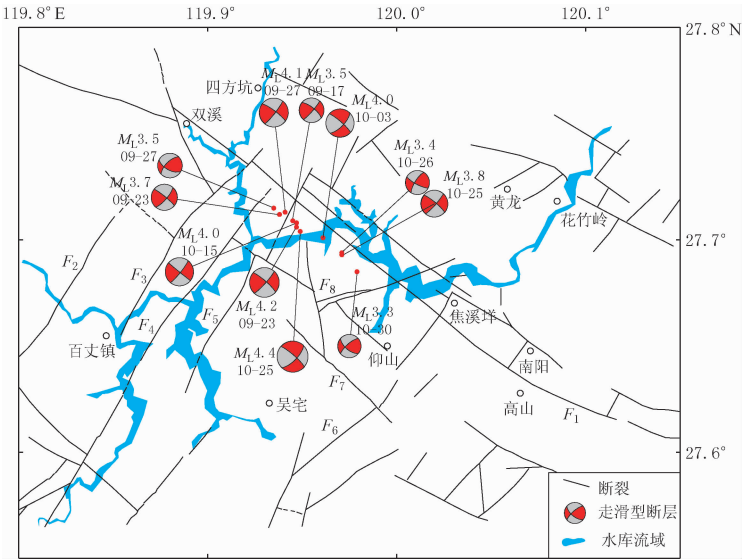 119.8° E
119.9°
120.0°
120.1°
27.8° N
27.7°
27.6°
四方坑
双溪
ML4.1
09-27
ML3.5
09-17
ML4.0
10-03
ML3.5
09-27
ML3.7
09-23
ML3.4
10-26
ML3.8
10-25
黄龙
花竹岭
ML4.0
10-15
ML4.2
09-23
ML4.4
10-25
ML3.3
10-30
F2
F3
F4
F5
F8
F7
F6
F1
百丈镇
吴宅
仰山
焦溪垟
南阳
高山
断裂
走滑型断层
水库流域